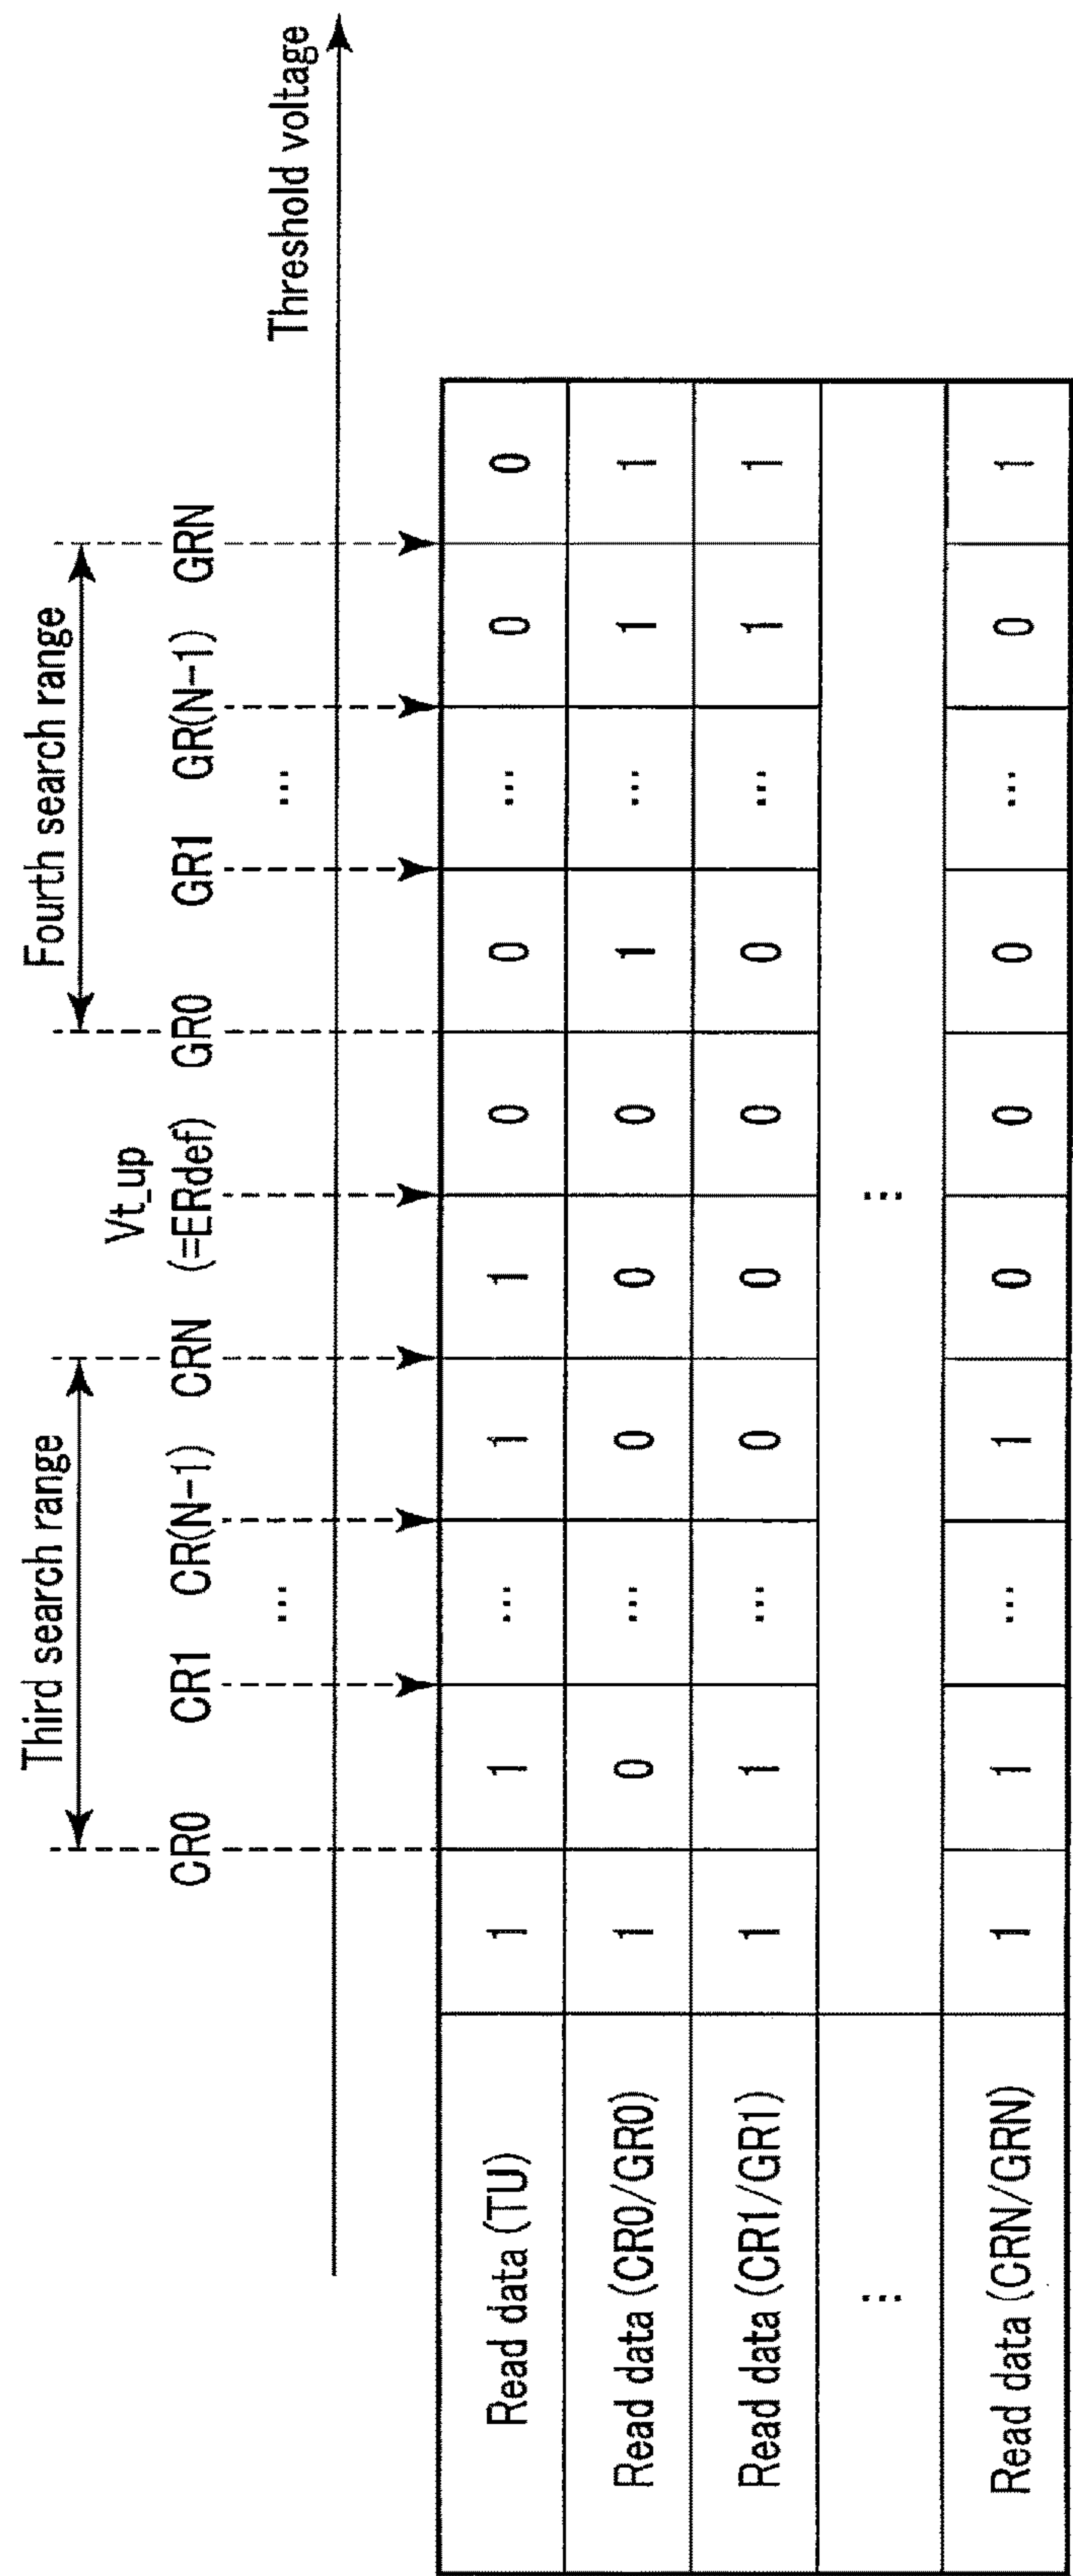 Third search range Fourth search range
Vt_up
CR0 CR1 CR(N-1) CRN (=ERdef) GR0 GR1 GR(N-1) GRN
... ...
Threshold voltage
Read data (TU) 1 1 ... 1 1 0 0 ... 0 0
Read data (CR0/GR0) 1 0 ... 0 0 0 1 ... 1 1
Read data (CR1/GR1) 1 1 ... 0 0 0 0 ... 1 1
... ...
Read data (CRN/GRN) 1 1 ... 1 0 0 0 ... 0 1